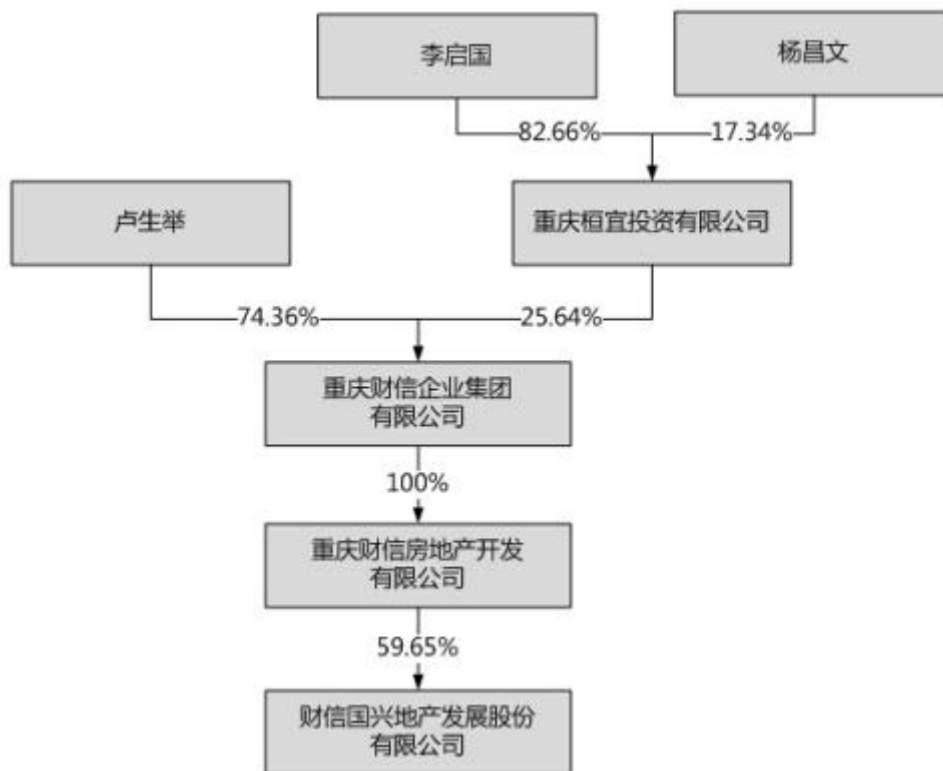 李启国
杨昌文
82.66%
17.34%
卢生举
重庆桓宜投资有限公司
74.36%
25.64%
重庆财信企业集团
有限公司
100%
重庆财信房地产开发
有限公司
59.65%
财信国兴地产发展股份
有限公司